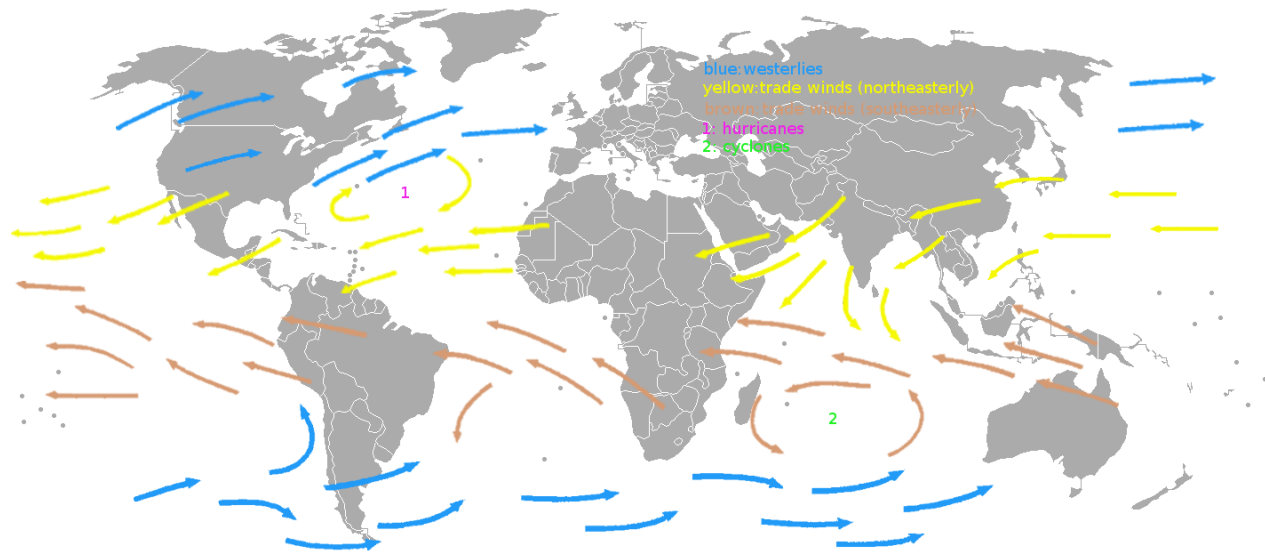 blue:westerlies
yellow:trade winds (northeasterly)
brown:trade winds (southeasterly)
1: hurricanes
2: cyclones
1
2